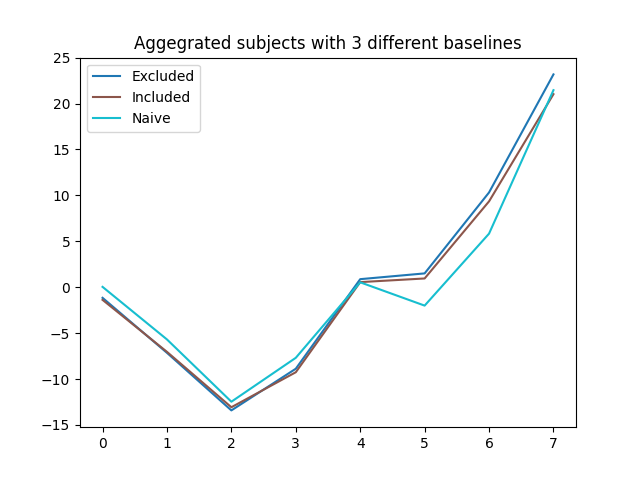 Aggegrated subjects with 3 different baselines
25
20
15
10
5
0
−5
−10
−15
Excluded
Included
Naive
0 1 2 3 4 5 6 7